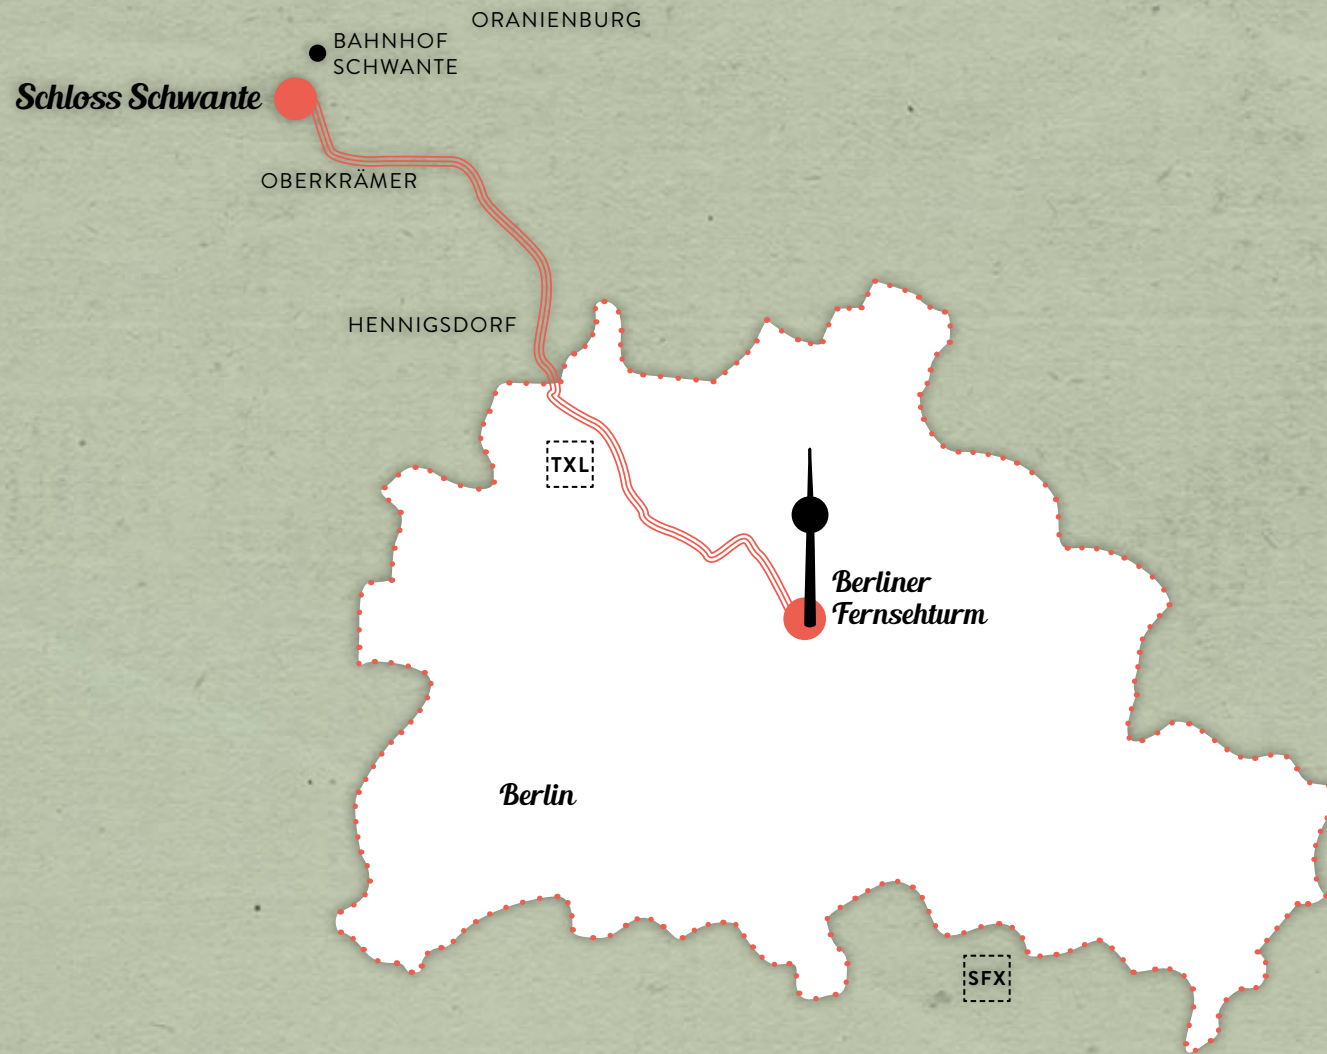 ORANIENBURG
BAHNHOF
SCHWANTE
Schloss Schwante
OBERKRÄMER
HENNIGSDORF
TXL
Berliner
Fernsehturm
Berlin
SFX